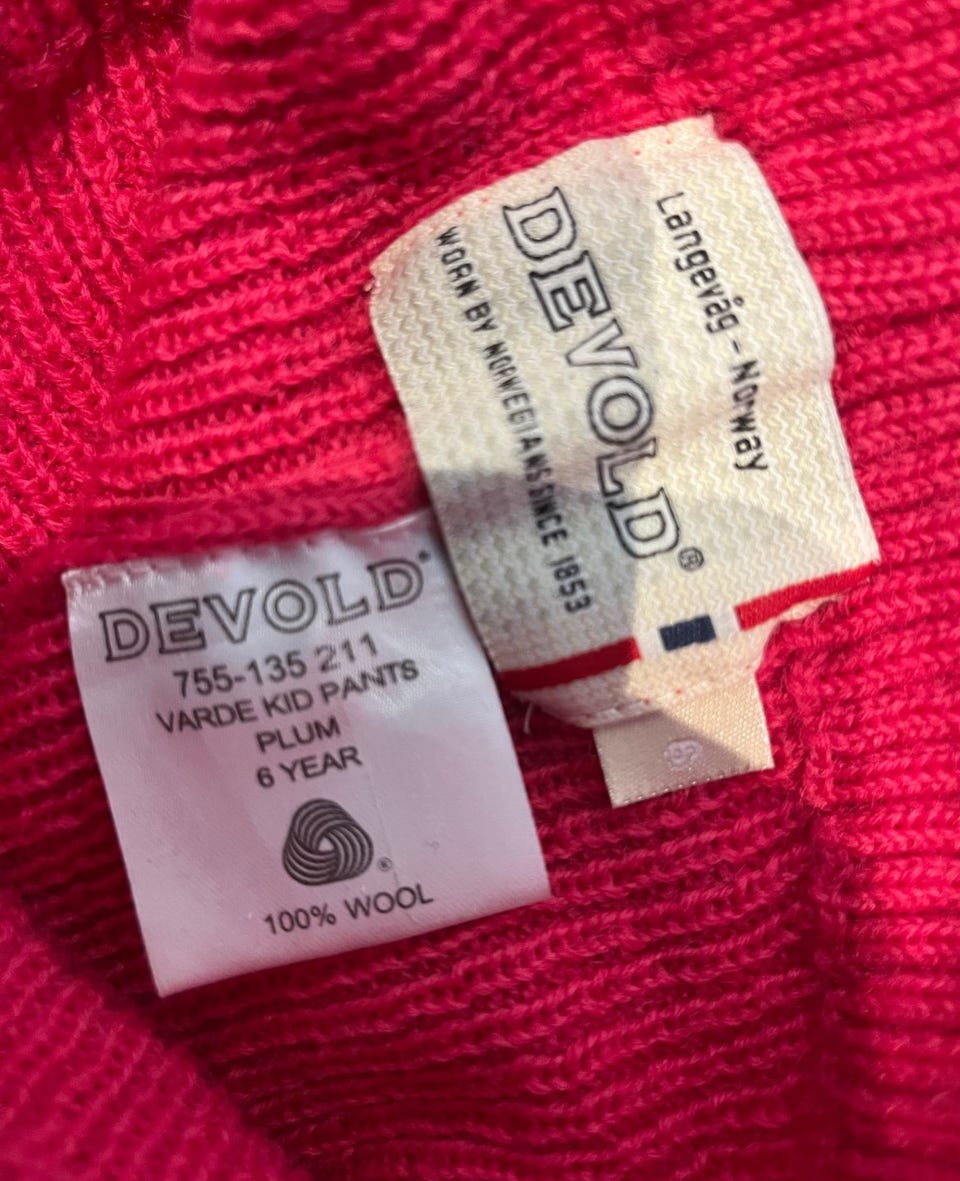 Langevåg - Norway
DEVOLD®
WORN BY NORWEGIANS SINCE 1853
DEVOLD®
755-135 211
VARDE KID PANTS
PLUM
6 YEAR
®
100% WOOL